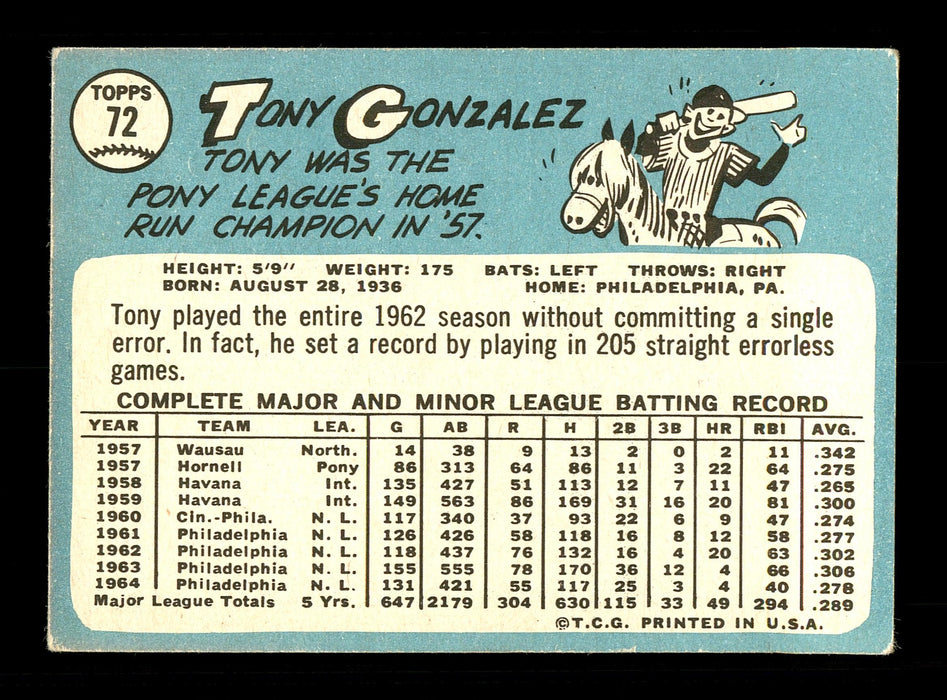 TOPPS
72
TONY GONZALEZ
TONY WAS THE
PONY LEAGUE'S HOME
RUN CHAMPION IN '57.
HEIGHT: 5'9" WEIGHT: 175 BATS: LEFT THROWS: RIGHT
BORN: AUGUST 28, 1936 HOME: PHILADELPHIA, PA.
Tony played the entire 1962 season without committing a single
error. In fact, he set a record by playing in 205 straight errorless
games.
COMPLETE MAJOR AND MINOR LEAGUE BATTING RECORD
YEAR TEAM LEA. G AB R H 2B 3B HR RBI AVG.
1957 Wausau North. 14 38 9 13 2 0 2 11 .342
1957 Hornell Pony 86 313 64 86 11 3 22 64 .275
1958 Havana Int. 135 427 51 113 12 7 11 47 .265
1959 Havana Int. 149 563 86 169 31 16 20 81 .300
1960 Cin.-Phila. N. L. 117 340 37 93 22 6 9 47 .274
1961 Philadelphia N. L. 126 426 58 118 16 8 12 58 .277
1962 Philadelphia N. L. 118 437 76 132 16 4 20 63 .302
1963 Philadelphia N. L. 155 555 78 170 36 12 4 66 .306
1964 Philadelphia N. L. 131 421 55 117 25 3 4 40 .278
Major League Totals 5 Yrs. 647 2179 304 630 115 33 49 294 .289
©T.C.G. PRINTED IN U.S.A.